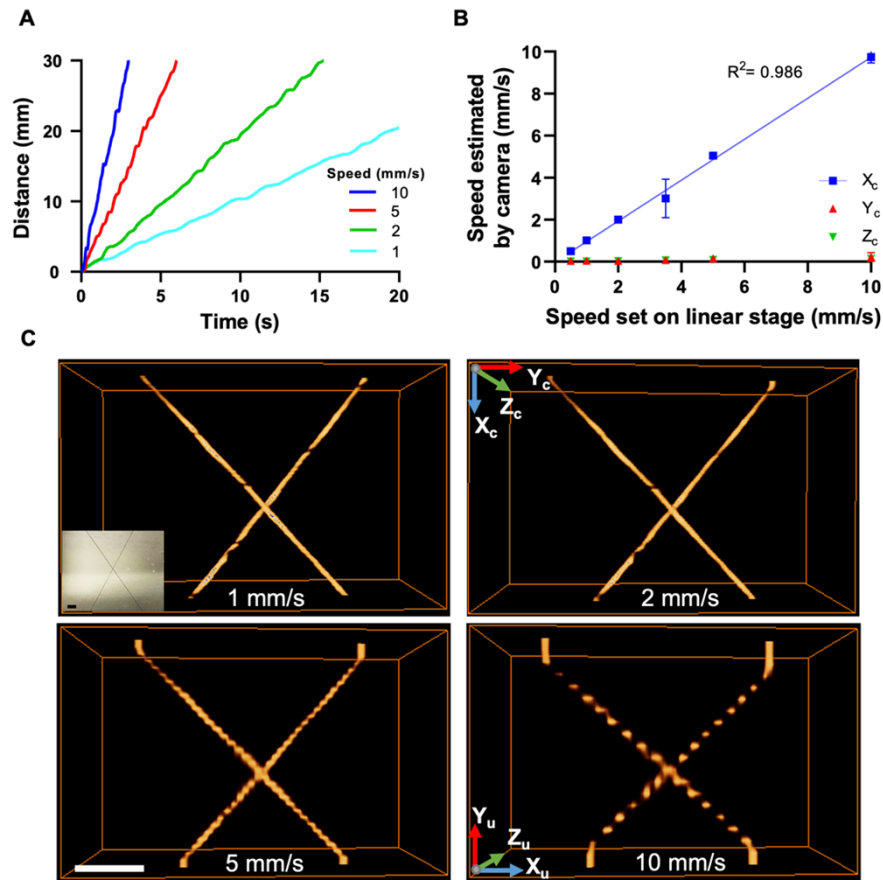 A
Distance (mm)
30
20
10
0
0 5 10 15 20
Time (s)
Speed (mm/s)
10
5
2
1
B
Speed estimated
by camera (mm/s)
10
8
6
4
2
0
0 2 4 6 8 10
Speed set on linear stage (mm/s)
R²= 0.986
Xc
Yc
Zc
C
1 mm/s
Yc
Zc
Xc
2 mm/s
5 mm/s
Yu
Zu
Xu
10 mm/s